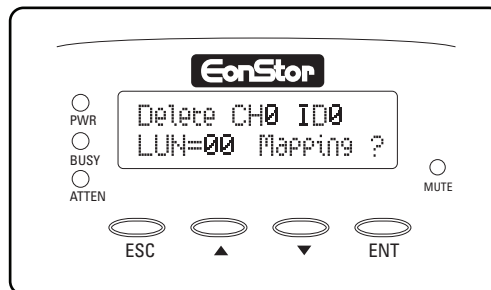 EonStor
PWR
BUSY
ATTEN
Delete CH0 ID0
LUN=00 Mapping ?
MUTE
ESC ▲ ▼ ENT